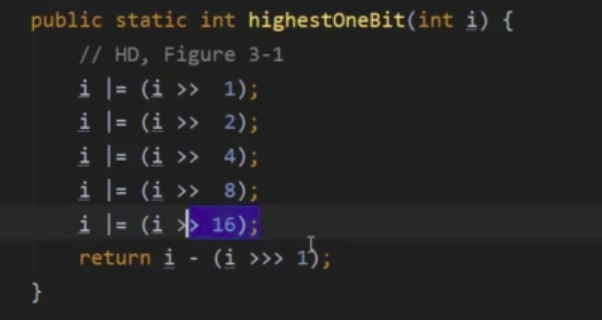 public static int highestOneBit(int i) {
    // HD, Figure 3-1
    i |= (i >>  1);
    i |= (i >>  2);
    i |= (i >>  4);
    i |= (i >>  8);
    i |= (i >> 16);
    return i - (i >>> 1);
}